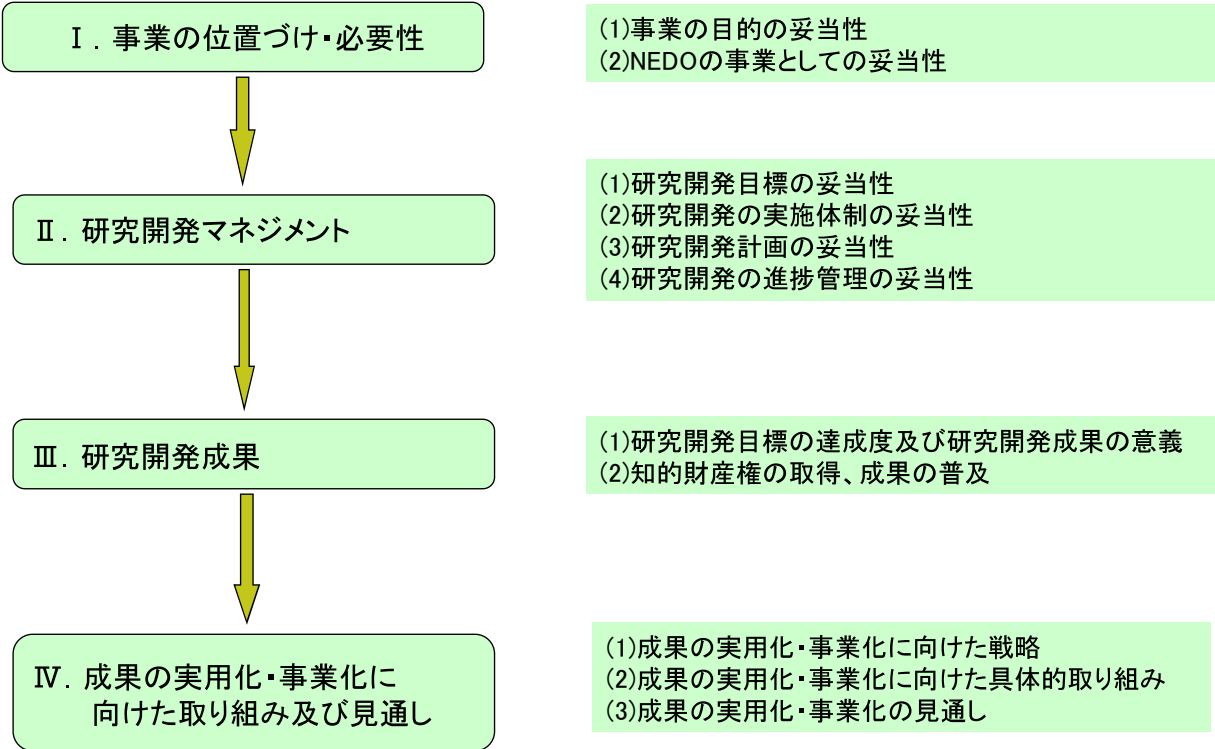 Ⅰ．事業の位置づけ・必要性
(1)事業の目的の妥当性
(2)NEDOの事業としての妥当性
Ⅱ．研究開発マネジメント
(1)研究開発目標の妥当性
(2)研究開発の実施体制の妥当性
(3)研究開発計画の妥当性
(4)研究開発の進捗管理の妥当性
Ⅲ．研究開発成果
(1)研究開発目標の達成度及び研究開発成果の意義
(2)知的財産権の取得、成果の普及
Ⅳ．成果の実用化・事業化に
向けた取り組み及び見通し
(1)成果の実用化・事業化に向けた戦略
(2)成果の実用化・事業化に向けた具体的取り組み
(3)成果の実用化・事業化の見通し